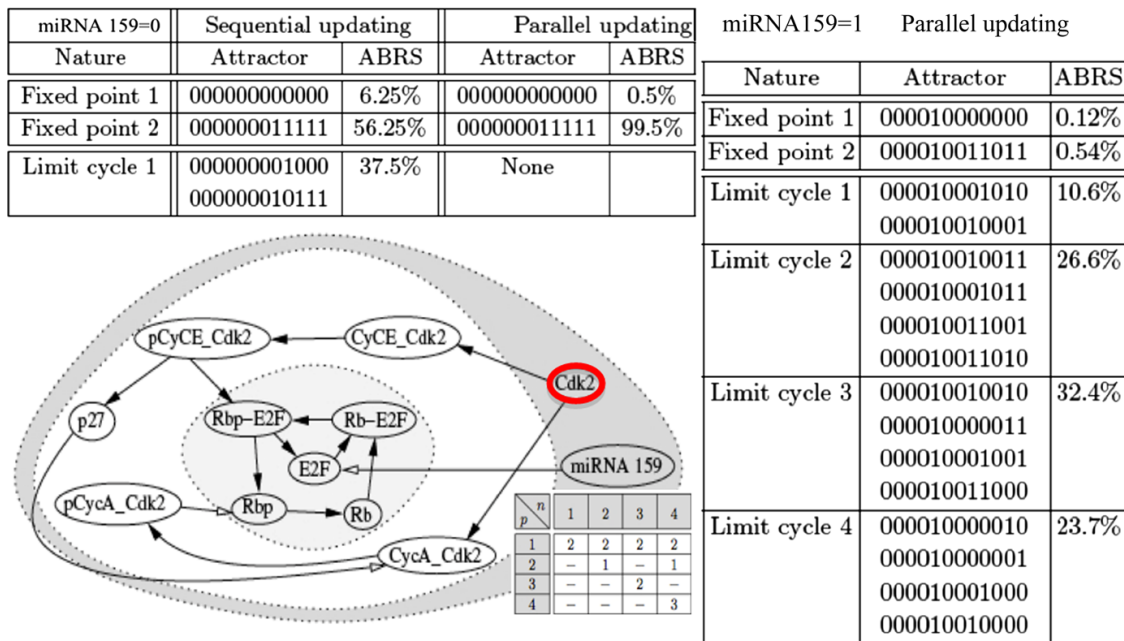 miRNA 159=0 Sequential updating Parallel updating
Nature Attractor ABRS Attractor ABRS
Fixed point 1 000000000000 6.25% 000000000000 0.5%
Fixed point 2 000000011111 56.25% 000000011111 99.5%
Limit cycle 1 000000001000 37.5% None
000000010111
miRNA159=1 Parallel updating
Nature Attractor ABRS
Fixed point 1 000010000000 0.12%
Fixed point 2 000010011011 0.54%
Limit cycle 1 000010001010 10.6%
000010010001
Limit cycle 2 000010010011 26.6%
000010001011
000010011001
000010011010
Limit cycle 3 000010010010 32.4%
000010000011
000010001001
000010011000
Limit cycle 4 000010000010 23.7%
000010000001
000010001000
000010010000
pCyCE_Cdk2 CyCE_Cdk2
Cdk2
p27 Rbp-E2F Rb-E2F
E2F miRNA 159
pCycA_Cdk2 Rbp Rb
CycA_Cdk2
p n 1 2 3 4
1 2 2 2 2
2 – 1 – 1
3 – – 2 –
4 – – – 3